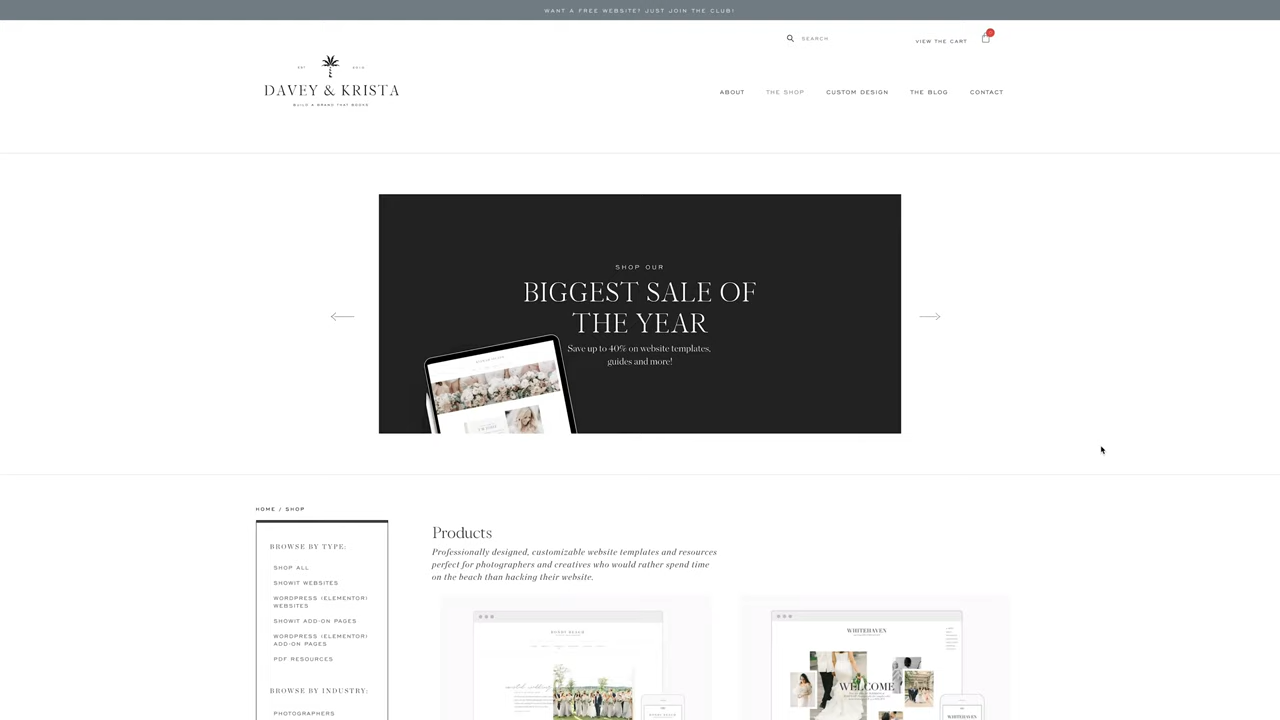 WANT A FREE WEBSITE? JUST JOIN THE CLUB!
SEARCH
VIEW THE CART
EST
DAVEY & KRISTA
BUILD A BRAND THAT BOOKS
ABOUT
THE SHOP
CUSTOM DESIGN
THE BLOG
CONTACT
SHOP OUR
BIGGEST SALE OF
THE YEAR
Save up to 40% on website templates,
guides and more!
HOME / SHOP
BROWSE BY TYPE:
SHOP ALL
SHOWIT WEBSITES
WORDPRESS (ELEMENTOR)
WEBSITES
SHOWIT ADD-ON PAGES
WORDPRESS (ELEMENTOR)
ADD-ON PAGES
PDF RESOURCES
BROWSE BY INDUSTRY:
PHOTOGRAPHERS
Products
Professionally designed, customizable website templates and resources
perfect for photographers and creatives who would rather spend time
on the beach than hacking their website.
BONDI BEACH
WHITEHAVEN
WELCOME
WHITEHAVEN